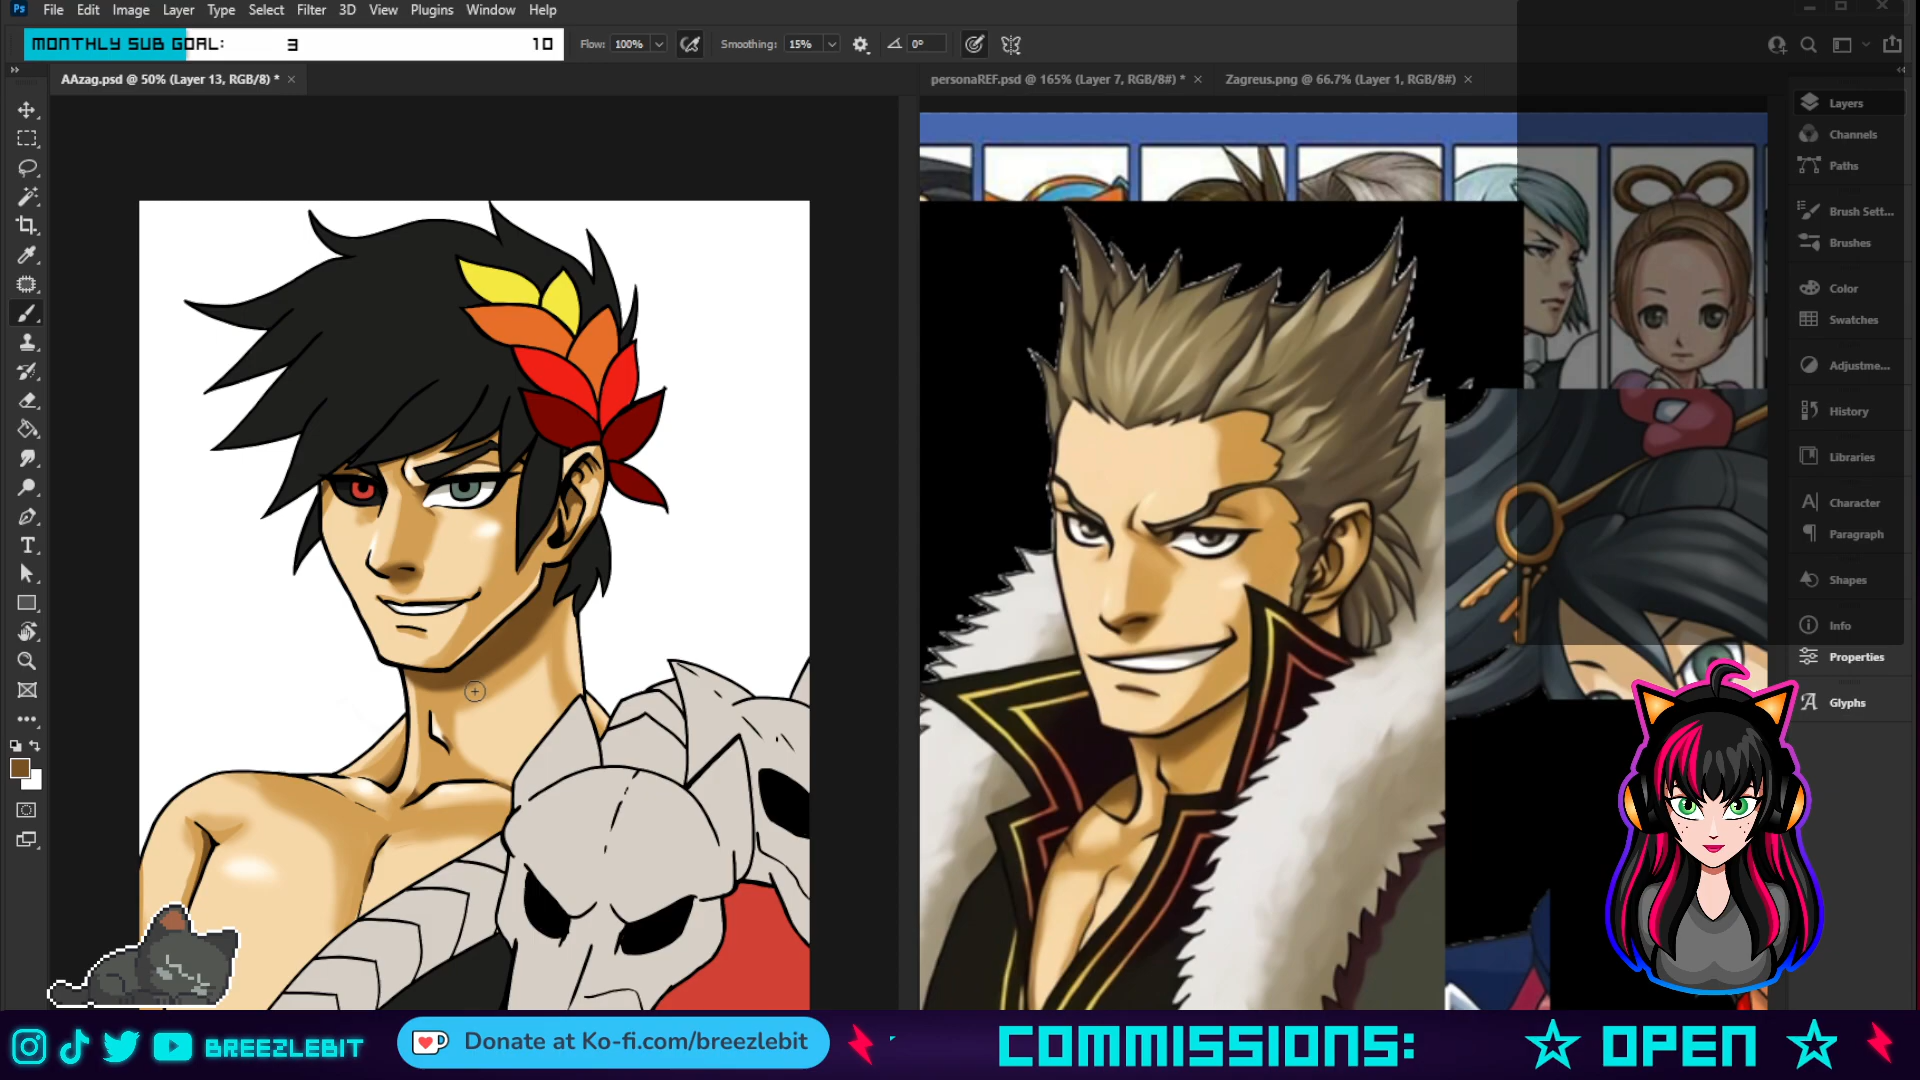 File Edit Image Layer Type Select Filter 3D View Plugins Window Help
MONTHLY SUB GOAL: 3 10
Flow: 100% Smoothing: 15% 0°
AAzag.psd @ 50% (Layer 13, RGB/8) * ×
personaREF.psd @ 165% (Layer 7, RGB/8#) * × Zagreus.png @ 66.7% (Layer 1, RGB/8#) ×
Layers
Channels
Paths
Brush Sett...
Brushes
Color
Swatches
Adjustme...
History
Libraries
Character
Paragraph
Shapes
Info
Properties
Glyphs
BREEZLEBIT
Donate at Ko-fi.com/breezlebit
COMMISSIONS: OPEN